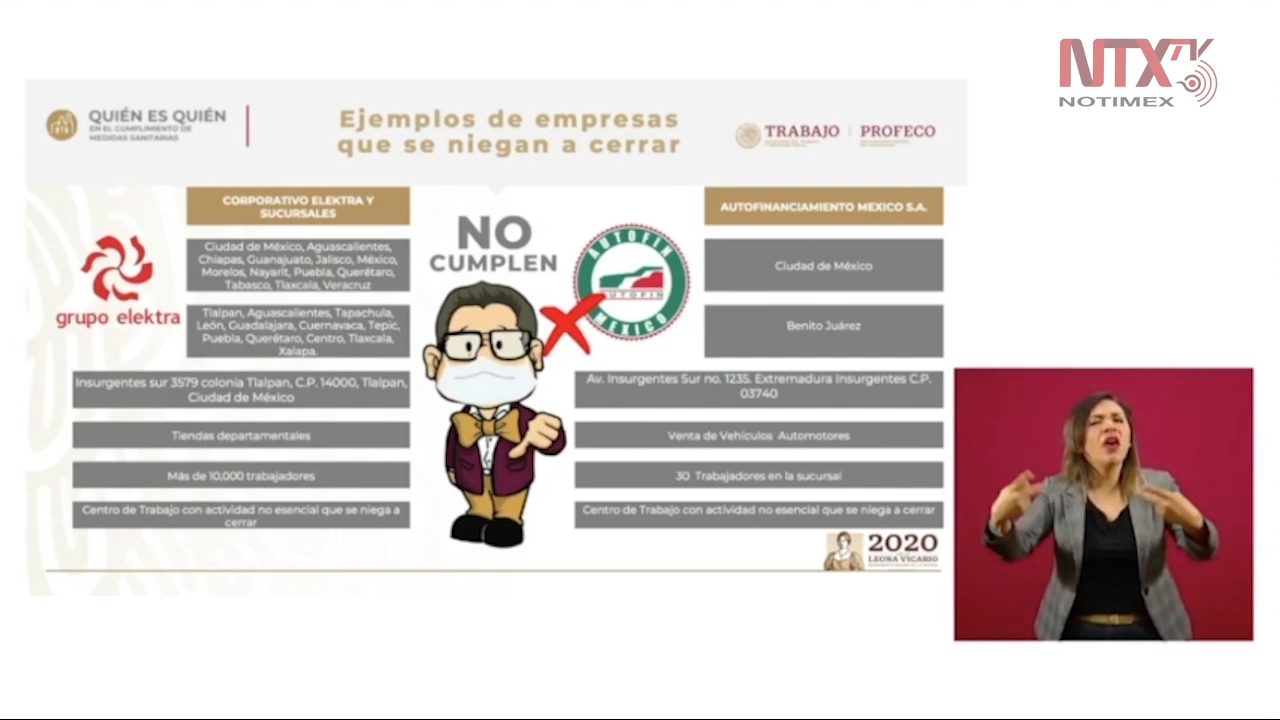 NTX
NOTIMEX
QUIÉN ES QUIÉN
EN EL CUMPLIMIENTO DE
MEDIDAS SANITARIAS
Ejemplos de empresas
que se niegan a cerrar
TRABAJO
PROFECO
CORPORATIVO ELEKTRA Y
SUCURSALES
Ciudad de México, Aguascalientes,
Chiapas, Guanajuato, Jalisco, México,
Morelos, Nayarit, Puebla, Querétaro,
Tabasco, Tlaxcala, Veracruz
grupo elektra
Tlalpan, Aguascalientes, Tapachula,
León, Guadalajara, Cuernavaca, Tepic,
Puebla, Querétaro, Centro, Tlaxcala,
Xalapa.
Insurgentes sur 3579 colonia Tlalpan, C.P. 14000, Tlalpan,
Ciudad de México
Tiendas departamentales
Más de 10,000 trabajadores
Centro de Trabajo con actividad no esencial que se niega a
cerrar
NO
CUMPLEN
AUTOFIN
AUTOFIN
MEXICO
AUTOFINANCIAMIENTO MEXICO S.A.
Ciudad de México
Benito Juárez
Av. Insurgentes Sur no. 1235. Extremadura Insurgentes C.P.
03740
Venta de Vehículos Automotores
30 Trabajadores en la sucursal
Centro de Trabajo con actividad no esencial que se niega a cerrar
2020
LEONA VICARIO